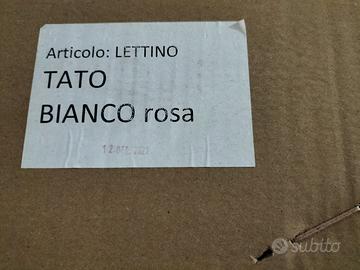 Articolo: LETTINO
TATO
BIANCO rosa
subito